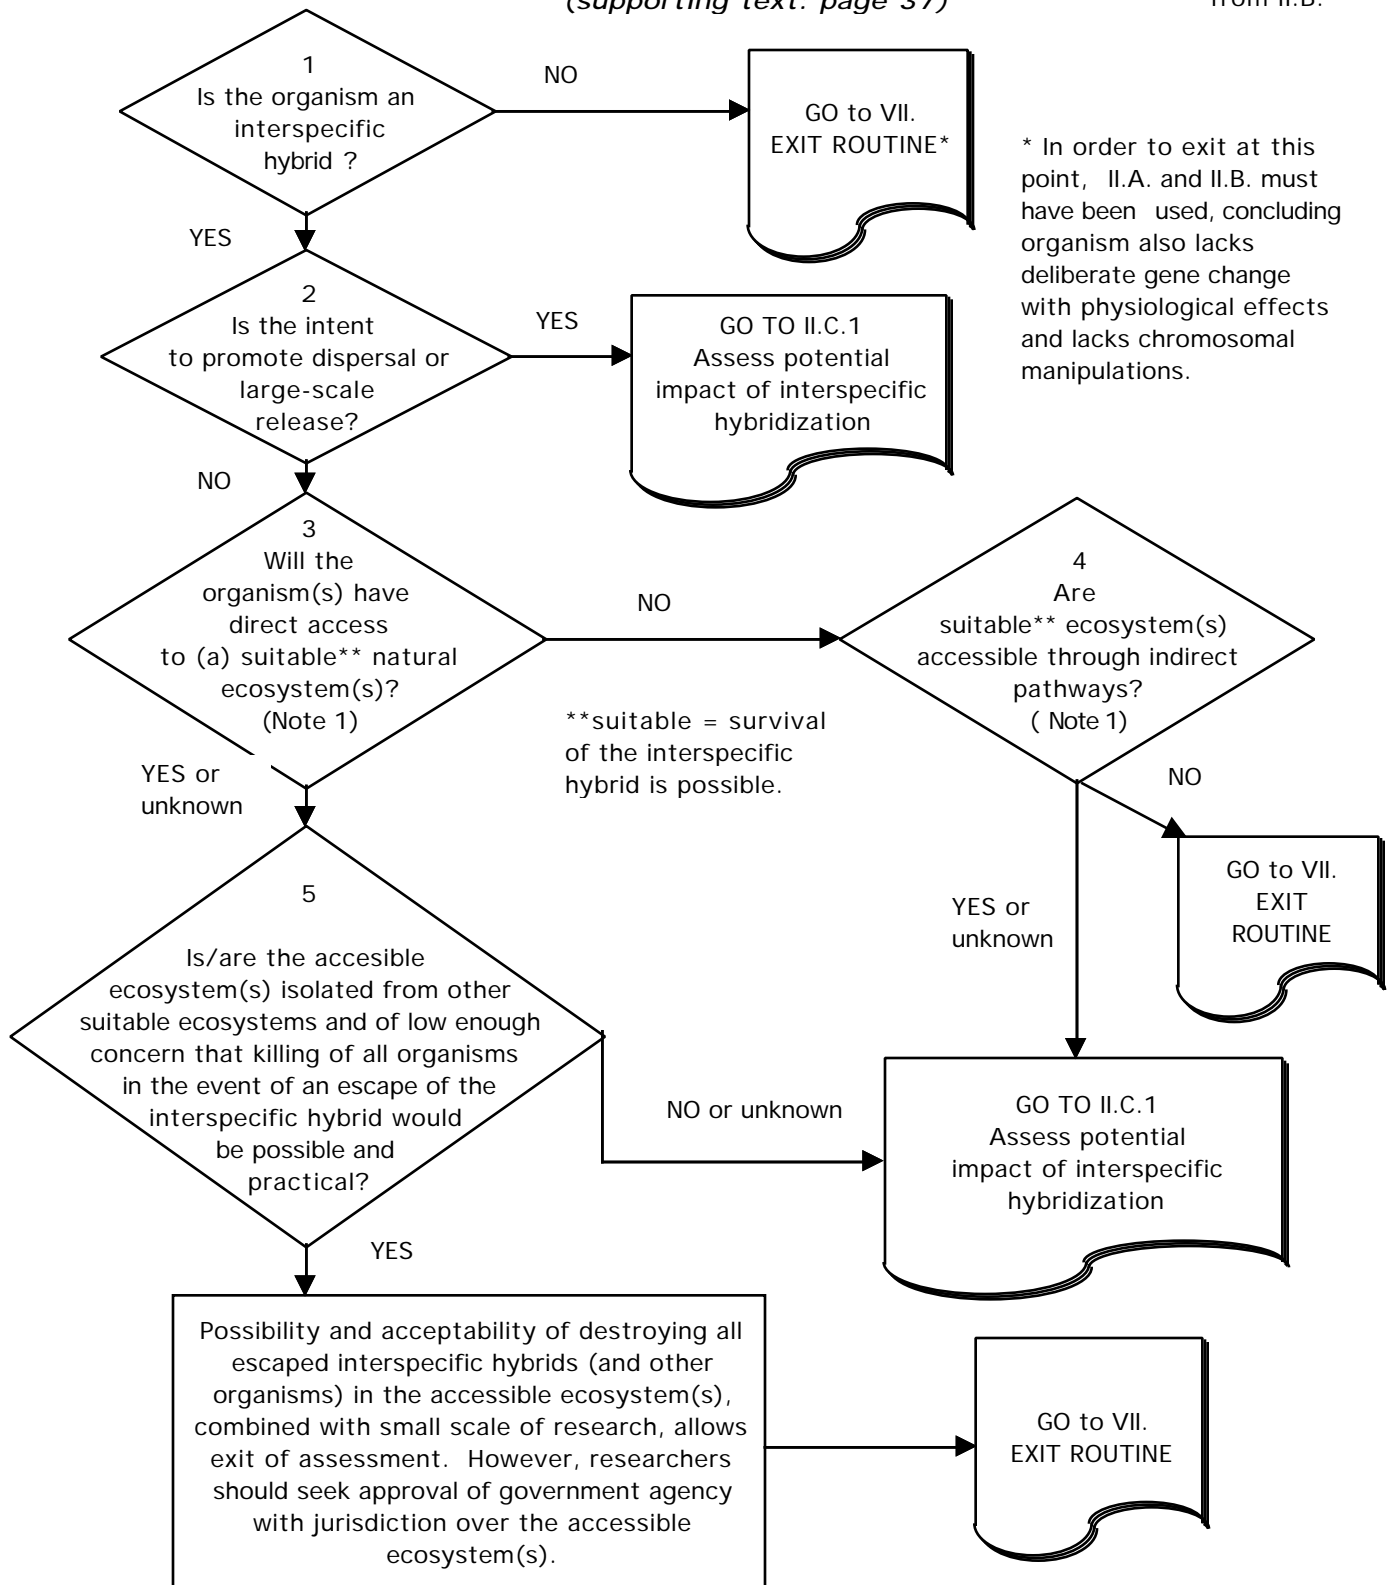 (supporting text: page 37)
from II.B.
1
Is the organism an
interspecific
hybrid ?
NO
GO to VII.
EXIT ROUTINE*
* In order to exit at this
point, II.A. and II.B. must
have been used, concluding
organism also lacks
deliberate gene change
with physiological effects
and lacks chromosomal
manipulations.
YES
2
Is the intent
to promote dispersal or
large-scale
release?
YES
GO TO II.C.1
Assess potential
impact of interspecific
hybridization
NO
3
Will the
organism(s) have
direct access
to (a) suitable** natural
ecosystem(s)?
(Note 1)
NO
4
Are
suitable** ecosystem(s)
accessible through indirect
pathways?
( Note 1)
**suitable = survival
of the interspecific
hybrid is possible.
YES or
unknown
NO
GO to VII.
EXIT
ROUTINE
YES or
unknown
5
Is/are the accesible
ecosystem(s) isolated from other
suitable ecosystems and of low enough
concern that killing of all organisms
in the event of an escape of the
interspecific hybrid would
be possible and
practical?
NO or unknown
GO TO II.C.1
Assess potential
impact of interspecific
hybridization
YES
Possibility and acceptability of destroying all
escaped interspecific hybrids (and other
organisms) in the accessible ecosystem(s),
combined with small scale of research, allows
exit of assessment. However, researchers
should seek approval of government agency
with jurisdiction over the accessible
ecosystem(s).
GO to VII.
EXIT ROUTINE